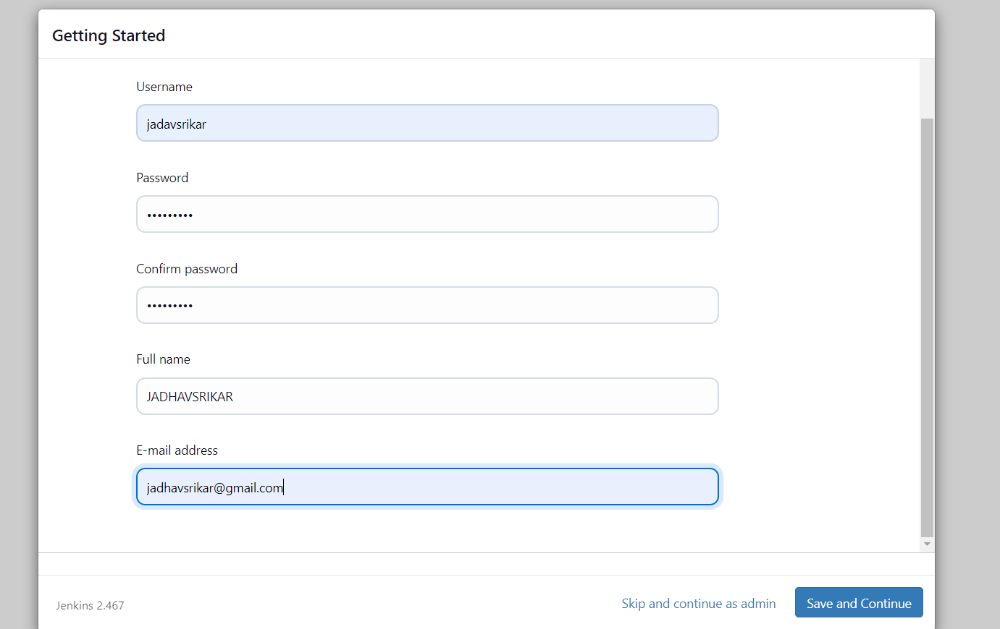 Getting Started
Username
jadavsrikar
Password
•••••••••
Confirm password
•••••••••
Full name
JADHAVSRIKAR
E-mail address
jadhavsrikar@gmail.com
Jenkins 2.467
Skip and continue as admin
Save and Continue